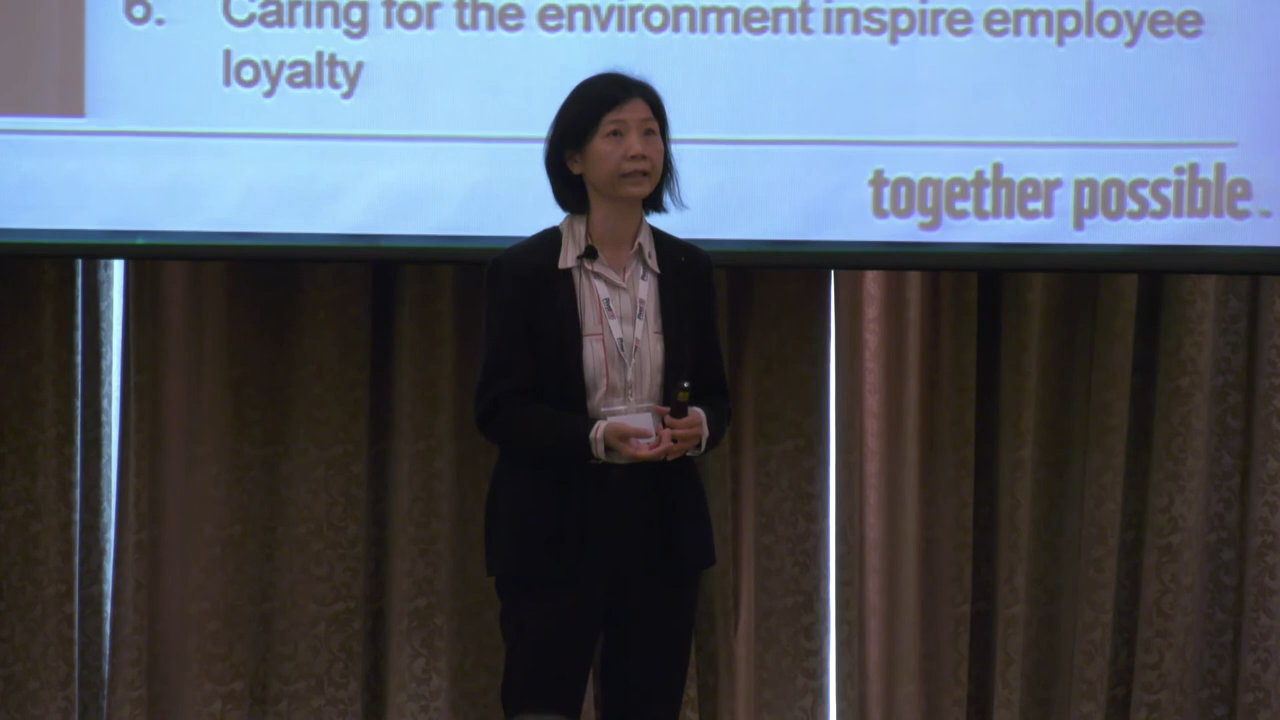 6. Caring for the environment inspire employee
loyalty
together possible.